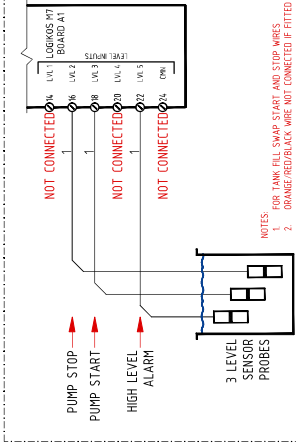 LOGIKOS M7
BOARD A1
LEVEL INPUTS
LVL 1
LVL 2
LVL 3
LVL 4
LVL 5
CMN
14
16
18
20
22
24
NOT CONNECTED
NOT CONNECTED
NOT CONNECTED
1
1
1
PUMP STOP
PUMP START
HIGH LEVEL
ALARM
3 LEVEL
SENSOR
PROBES
NOTES:
1. FOR TANK FILL SWAP START AND STOP WIRES
2. ORANGE/RED/BLACK WIRE NOT CONNECTED IF FITTED